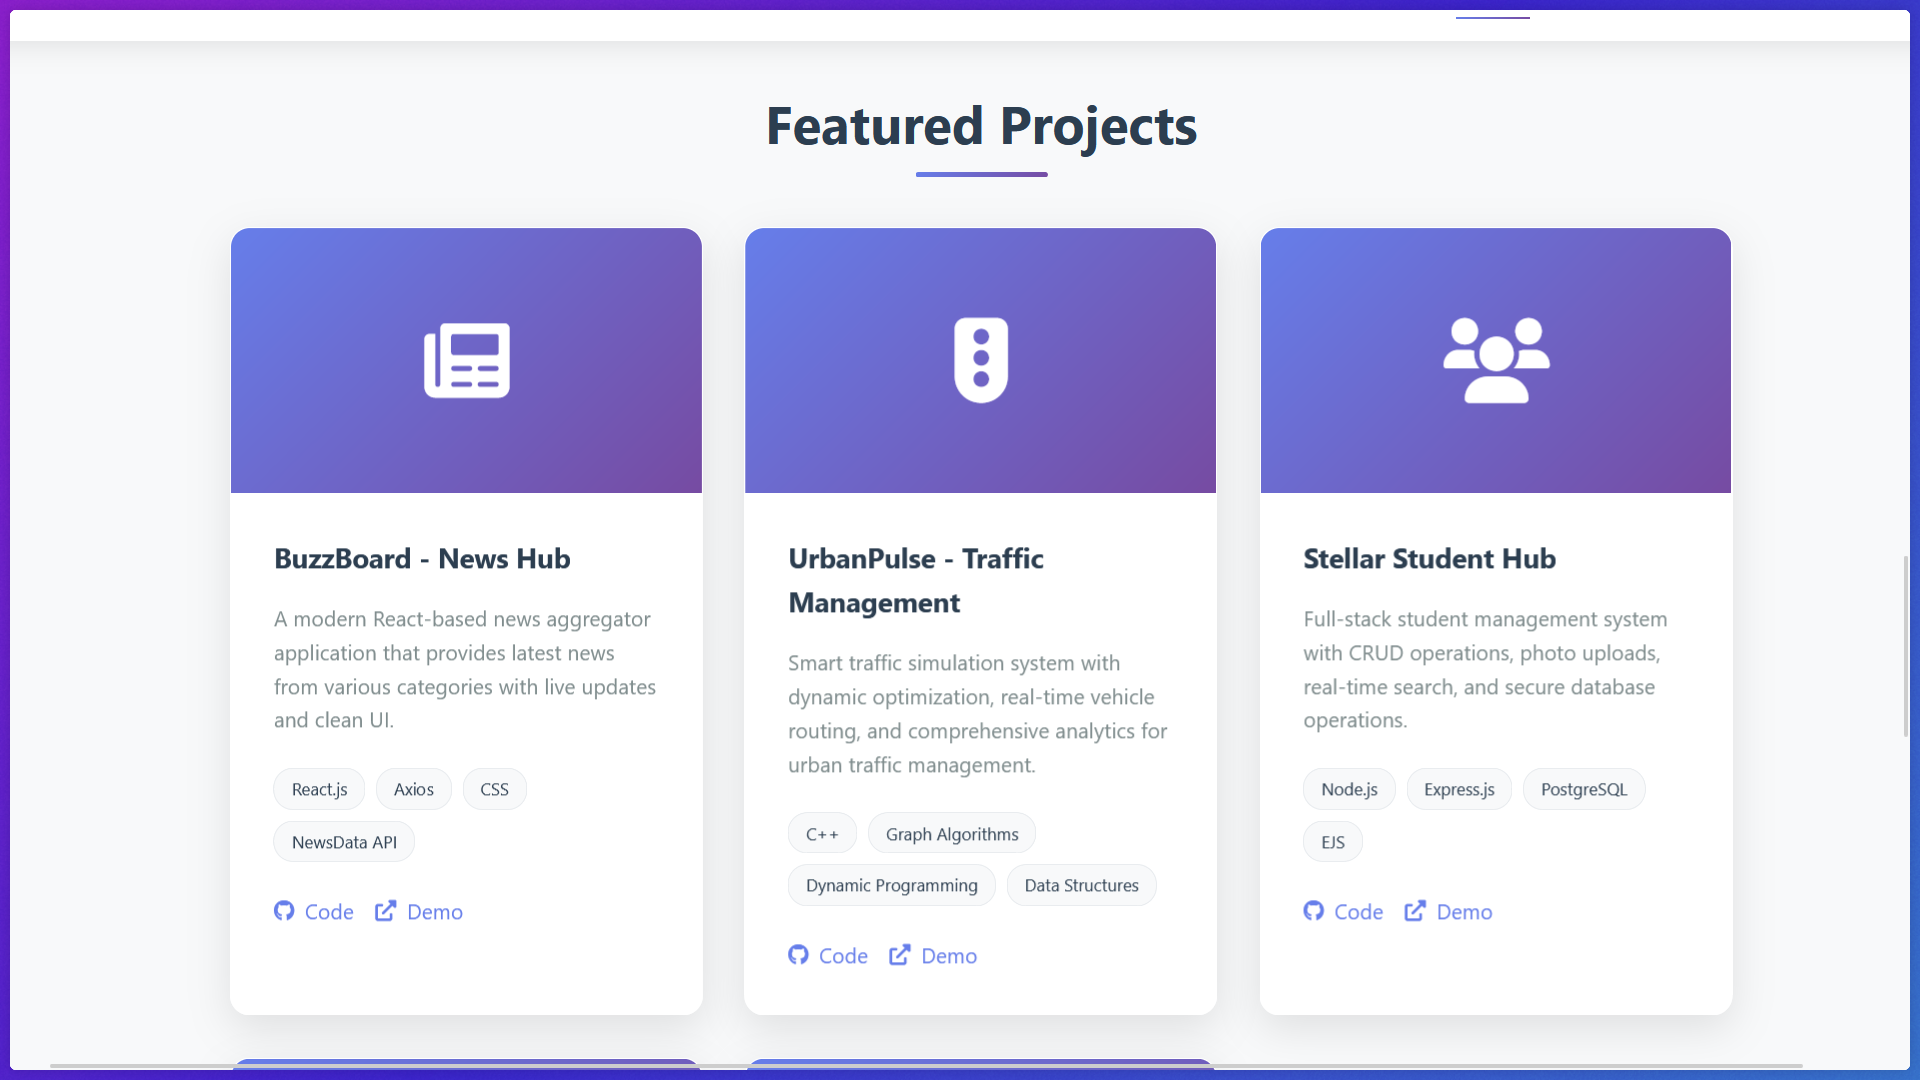 Featured Projects
BuzzBoard - News Hub
A modern React-based news aggregator
application that provides latest news
from various categories with live updates
and clean UI.
React.js
Axios
CSS
NewsData API
Code
Demo
UrbanPulse - Traffic
Management
Smart traffic simulation system with
dynamic optimization, real-time vehicle
routing, and comprehensive analytics for
urban traffic management.
C++
Graph Algorithms
Dynamic Programming
Data Structures
Code
Demo
Stellar Student Hub
Full-stack student management system
with CRUD operations, photo uploads,
real-time search, and secure database
operations.
Node.js
Express.js
PostgreSQL
EJS
Code
Demo